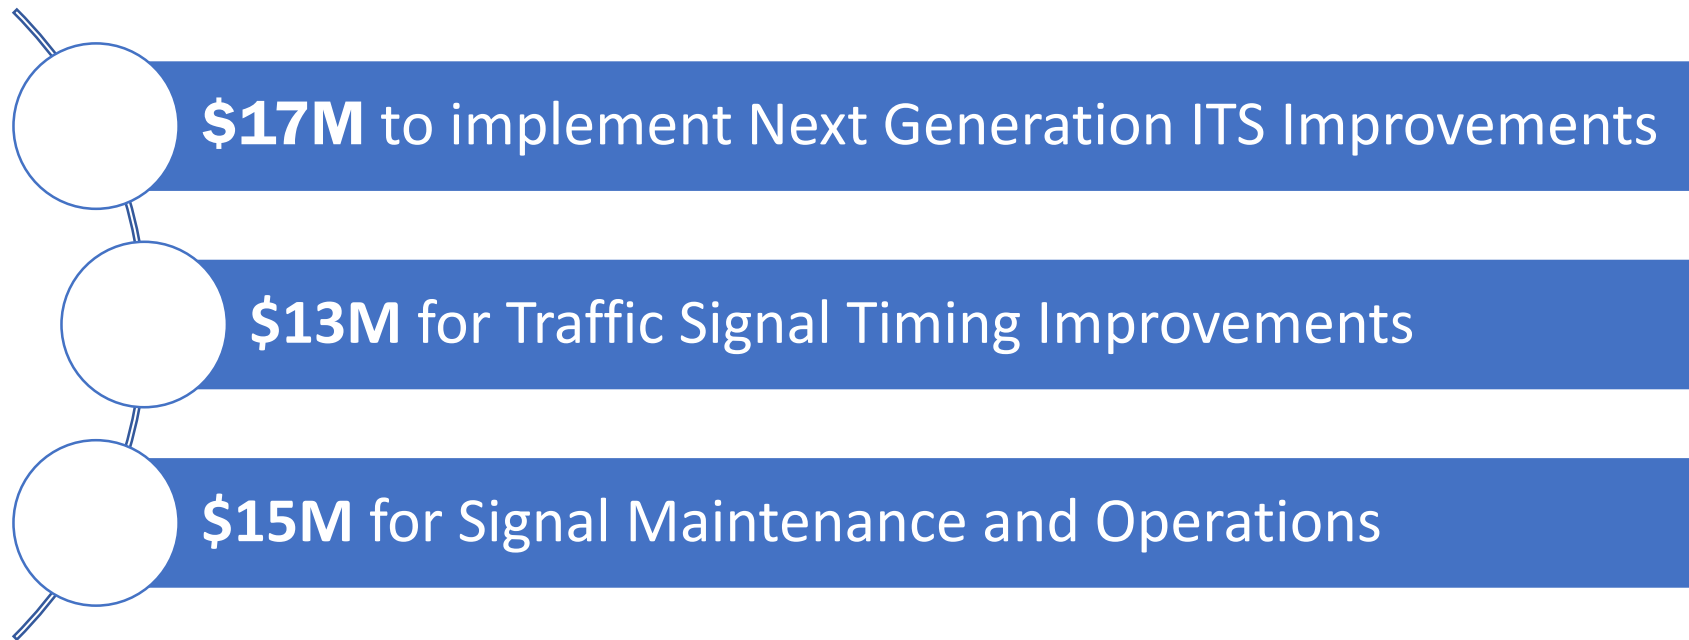 $17M to implement Next Generation ITS Improvements
$13M for Traffic Signal Timing Improvements
$15M for Signal Maintenance and Operations